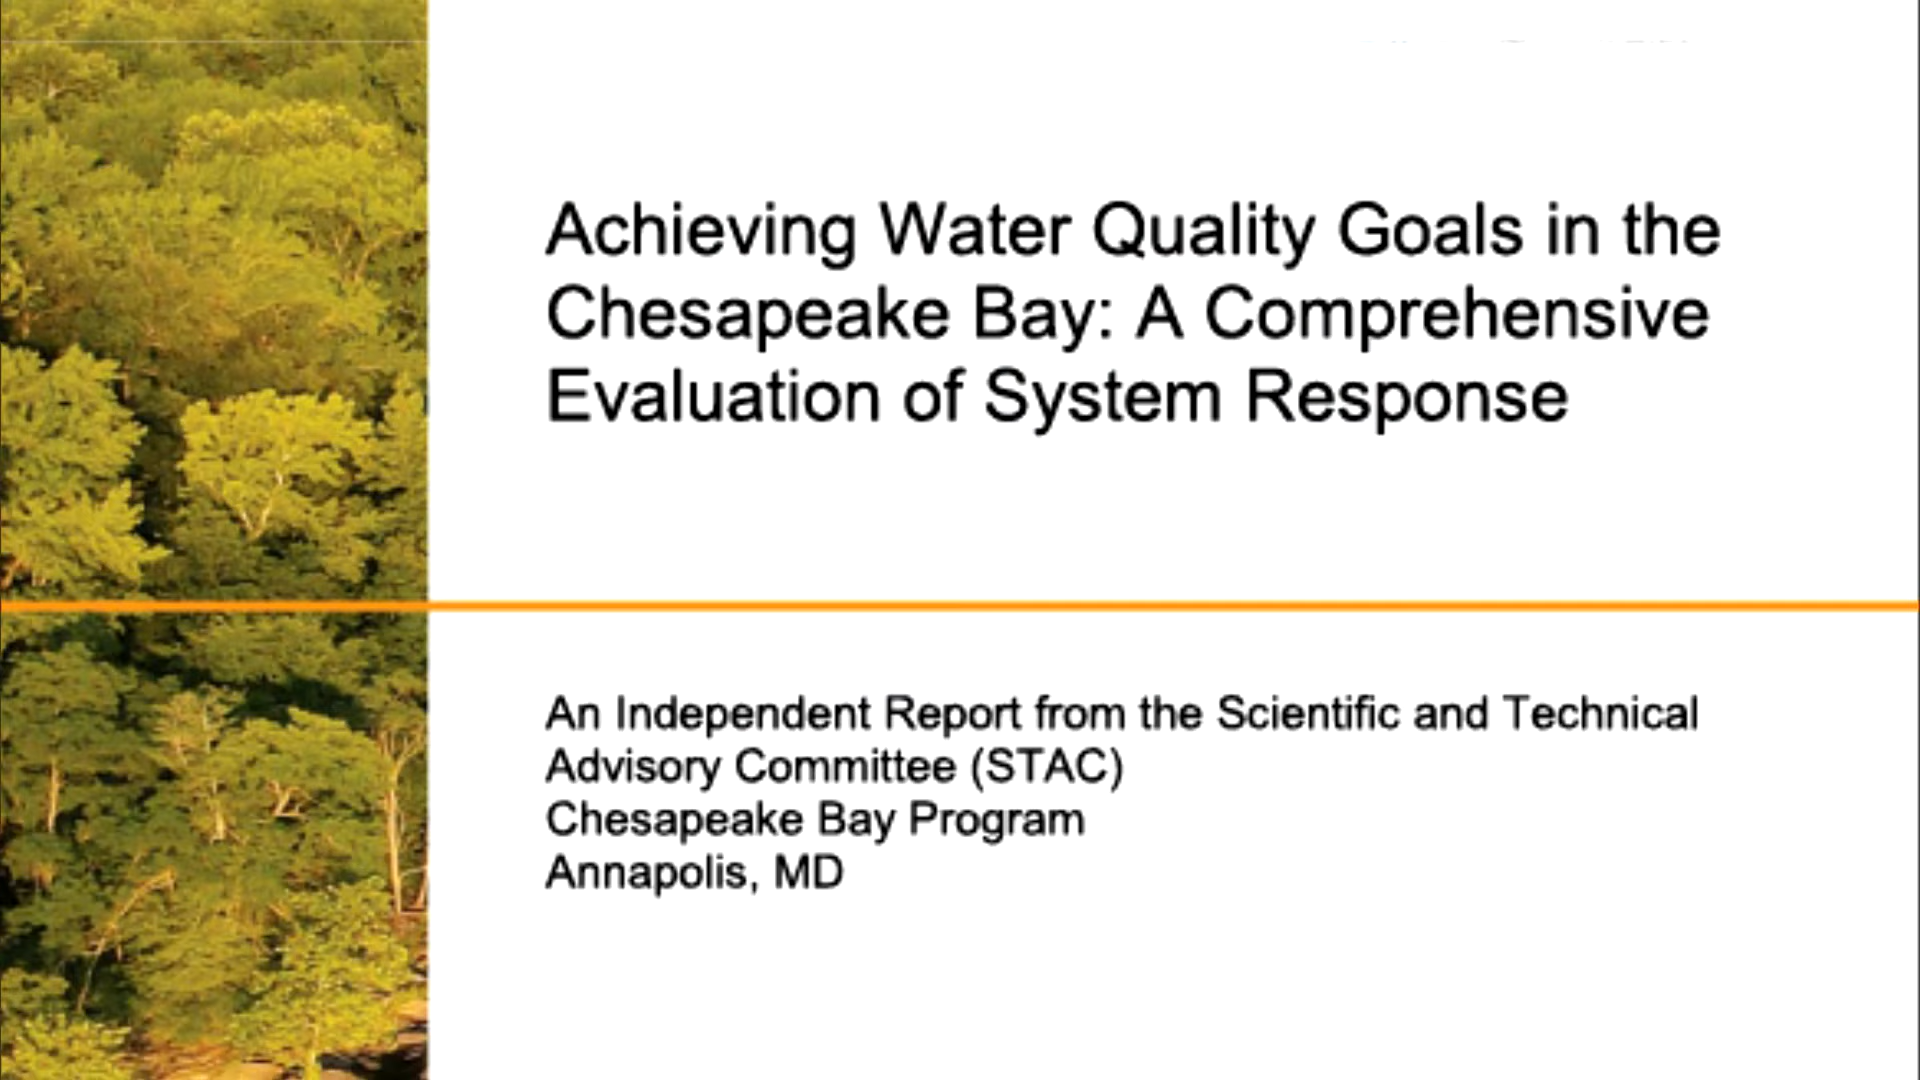 Achieving Water Quality Goals in the
Chesapeake Bay: A Comprehensive
Evaluation of System Response
An Independent Report from the Scientific and Technical
Advisory Committee (STAC)
Chesapeake Bay Program
Annapolis, MD